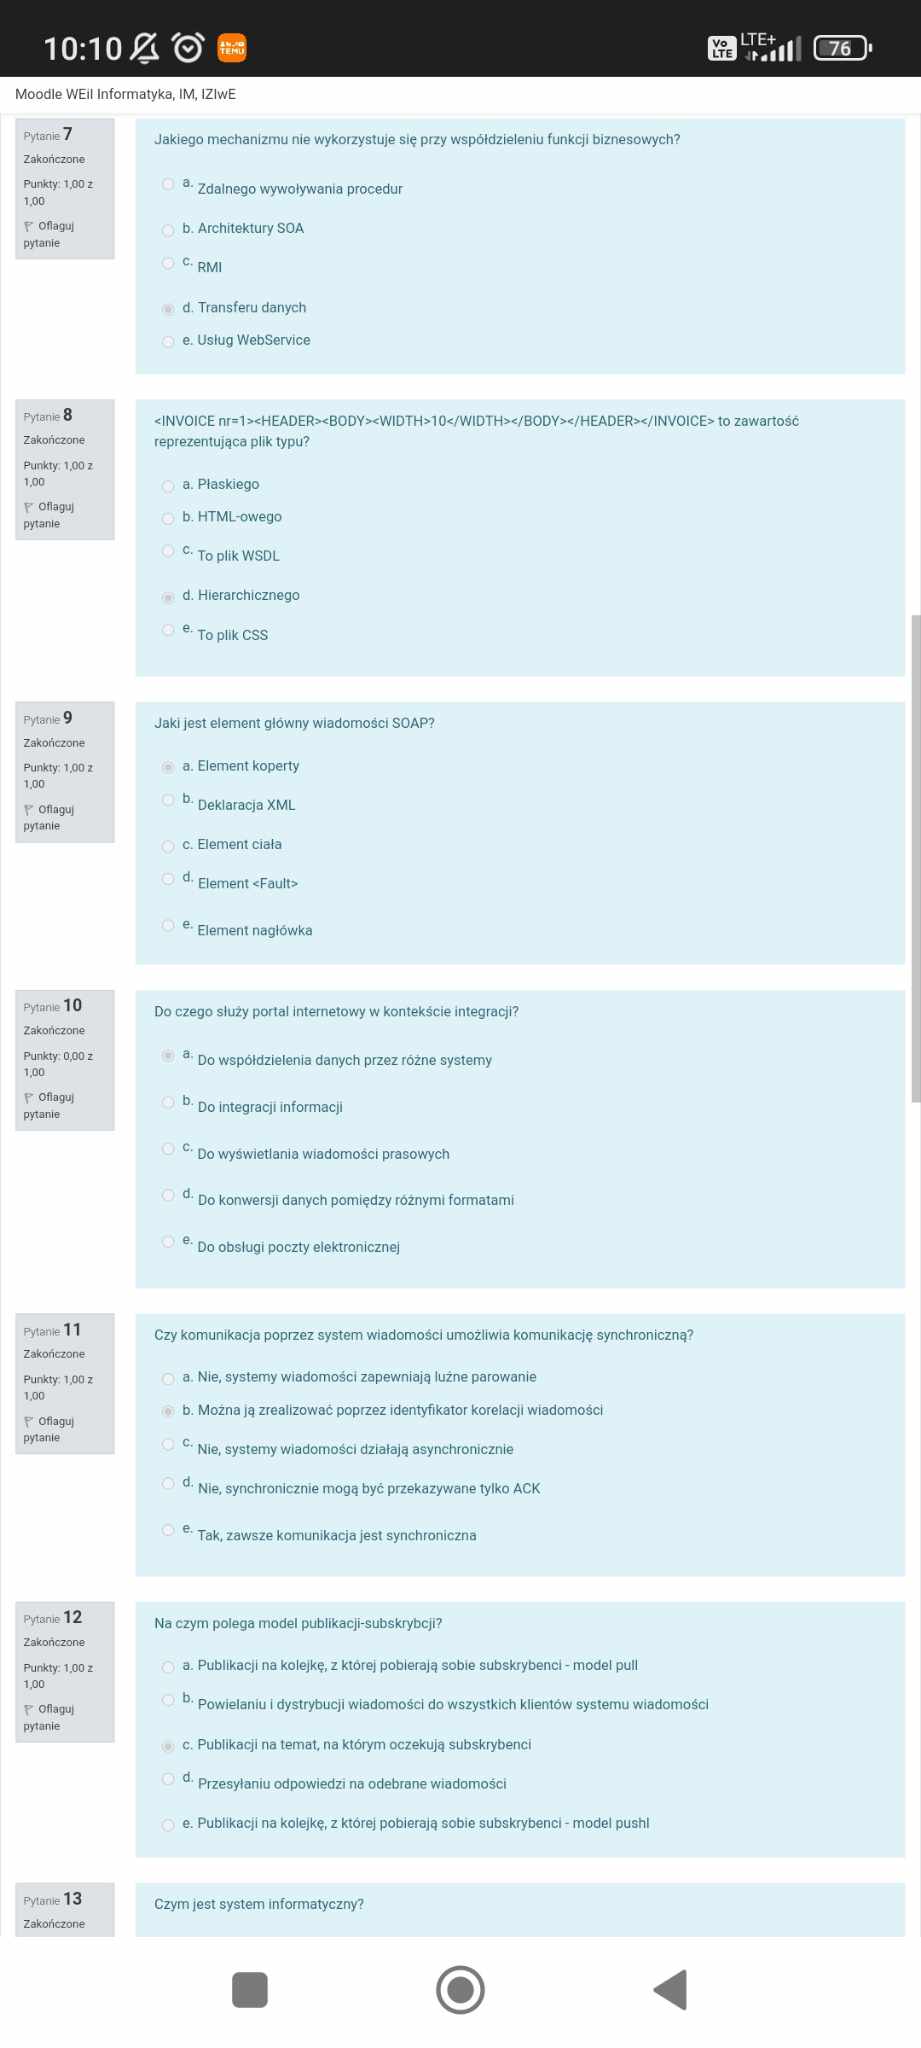 10:10 TEMU Vo LTE LTE+ 76
Moodle WEiI Informatyka, IM, IZIwE
Pytanie 7
Zakończone
Punkty: 1,00 z
1,00
Oflaguj
pytanie
Jakiego mechanizmu nie wykorzystuje się przy współdzieleniu funkcji biznesowych?
a. Zdalnego wywoływania procedur
b. Architektury SOA
c. RMI
d. Transferu danych
e. Usług WebService
Pytanie 8
Zakończone
Punkty: 1,00 z
1,00
Oflaguj
pytanie
<INVOICE nr=1><HEADER><BODY><WIDTH>10</WIDTH></BODY></HEADER></INVOICE> to zawartość
reprezentująca plik typu?
a. Płaskiego
b. HTML-owego
c. To plik WSDL
d. Hierarchicznego
e. To plik CSS
Pytanie 9
Zakończone
Punkty: 1,00 z
1,00
Oflaguj
pytanie
Jaki jest element główny wiadomości SOAP?
a. Element koperty
b. Deklaracja XML
c. Element ciała
d. Element <Fault>
e. Element nagłówka
Pytanie 10
Zakończone
Punkty: 0,00 z
1,00
Oflaguj
pytanie
Do czego służy portal internetowy w kontekście integracji?
a. Do współdzielenia danych przez różne systemy
b. Do integracji informacji
c. Do wyświetlania wiadomości prasowych
d. Do konwersji danych pomiędzy różnymi formatami
e. Do obsługi poczty elektronicznej
Pytanie 11
Zakończone
Punkty: 1,00 z
1,00
Oflaguj
pytanie
Czy komunikacja poprzez system wiadomości umożliwia komunikację synchroniczną?
a. Nie, systemy wiadomości zapewniają luźne parowanie
b. Można ją zrealizować poprzez identyfikator korelacji wiadomości
c. Nie, systemy wiadomości działają asynchronicznie
d. Nie, synchronicznie mogą być przekazywane tylko ACK
e. Tak, zawsze komunikacja jest synchroniczna
Pytanie 12
Zakończone
Punkty: 1,00 z
1,00
Oflaguj
pytanie
Na czym polega model publikacji-subskrybcji?
a. Publikacji na kolejkę, z której pobierają sobie subskrybenci - model pull
b. Powielaniu i dystrybucji wiadomości do wszystkich klientów systemu wiadomości
c. Publikacji na temat, na którym oczekują subskrybenci
d. Przesyłaniu odpowiedzi na odebrane wiadomości
e. Publikacji na kolejkę, z której pobierają sobie subskrybenci - model pushl
Pytanie 13
Zakończone
Czym jest system informatyczny?